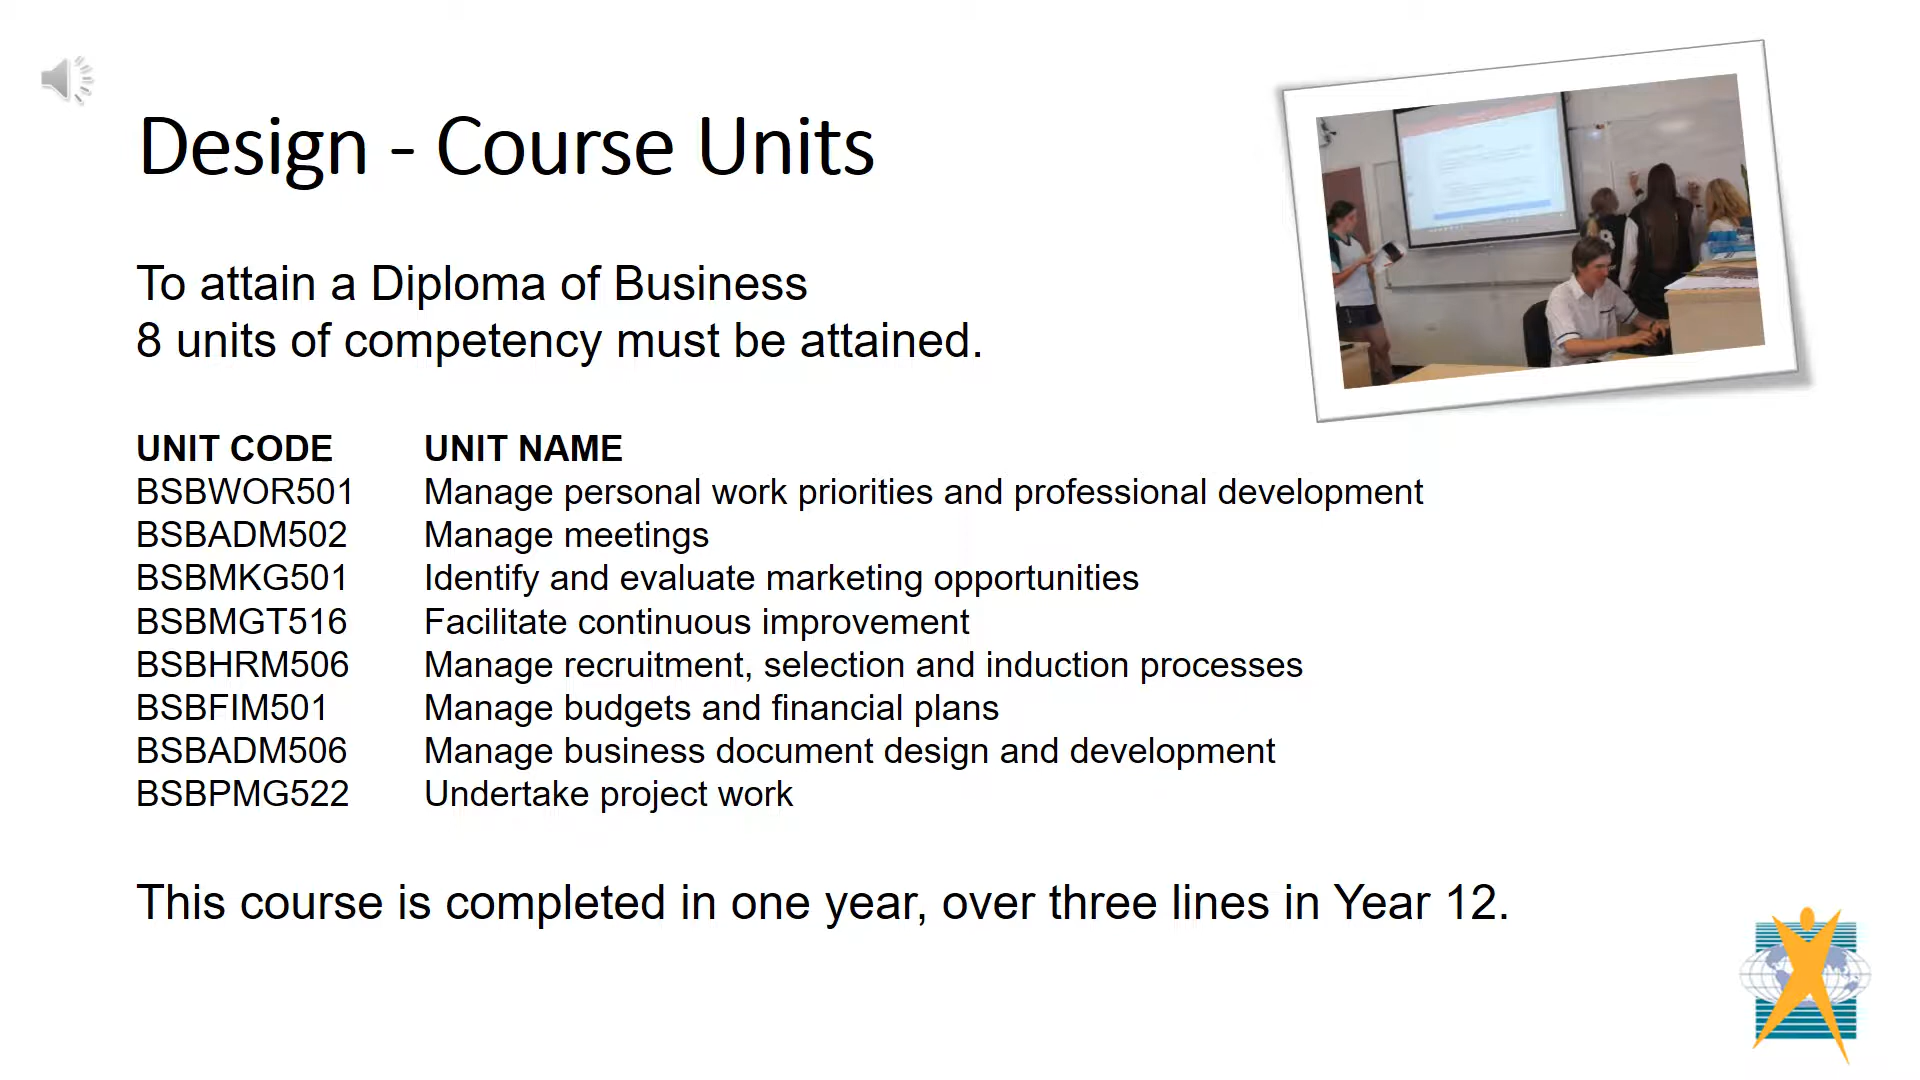 Design - Course Units
To attain a Diploma of Business
8 units of competency must be attained.
UNIT CODE UNIT NAME
BSBWOR501 Manage personal work priorities and professional development
BSBADM502 Manage meetings
BSBMKG501 Identify and evaluate marketing opportunities
BSBMGT516 Facilitate continuous improvement
BSBHRM506 Manage recruitment, selection and induction processes
BSBFIM501 Manage budgets and financial plans
BSBADM506 Manage business document design and development
BSBPMG522 Undertake project work
This course is completed in one year, over three lines in Year 12.